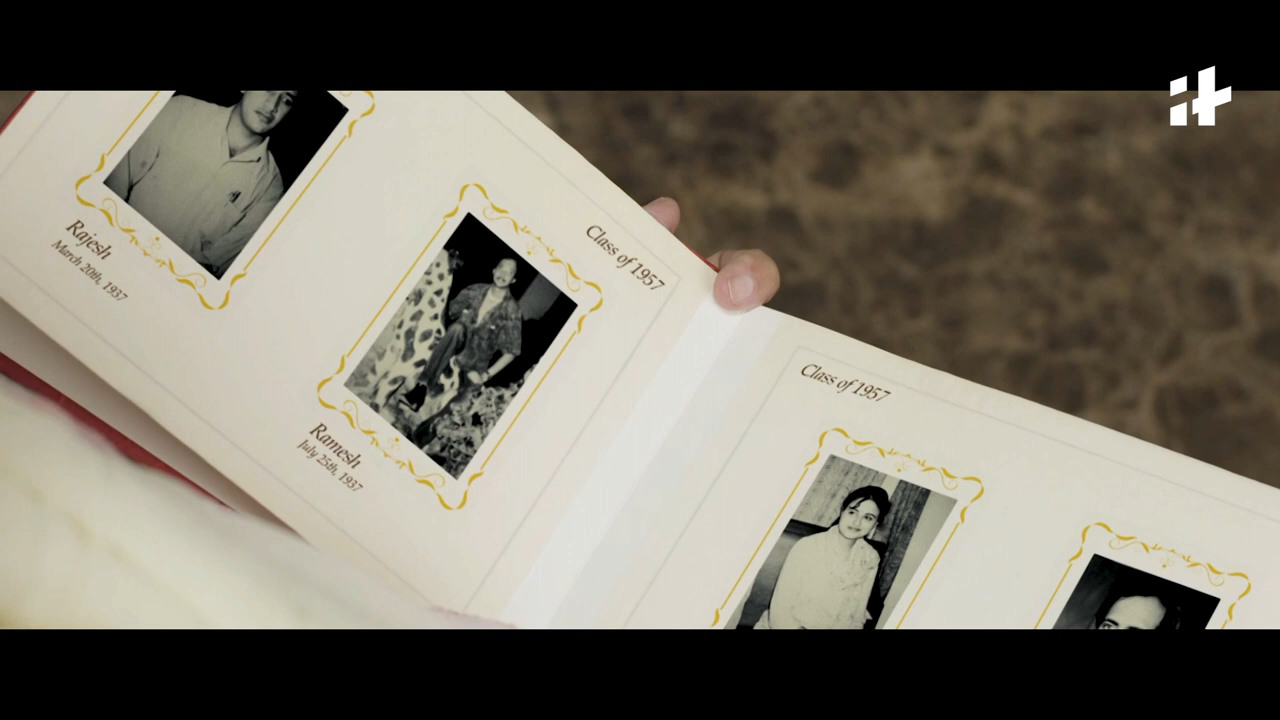 Rajesh
March 20th, 1937
Class of 1957
Ramesh
July 25th, 1937
Class of 1957